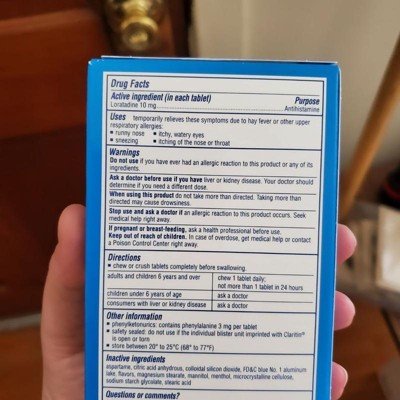 Drug Facts
Active ingredient (in each tablet) Purpose
Loratadine 10 mg Antihistamine
Uses temporarily relieves these symptoms due to hay fever or other upper
respiratory allergies:
▪ runny nose ▪ itchy, watery eyes
▪ sneezing ▪ itching of the nose or throat
Warnings
Do not use if you have ever had an allergic reaction to this product or any of its
ingredients.
Ask a doctor before use if you have liver or kidney disease. Your doctor should
determine if you need a different dose.
When using this product do not take more than directed. Taking more than
directed may cause drowsiness.
Stop use and ask a doctor if an allergic reaction to this product occurs. Seek
medical help right away.
If pregnant or breast-feeding, ask a health professional before use.
Keep out of reach of children. In case of overdose, get medical help or contact
a Poison Control Center right away.
Directions
▪ chew or crush tablets completely before swallowing.
adults and children 6 years and over chew 1 tablet daily;
not more than 1 tablet in 24 hours
children under 6 years of age ask a doctor
consumers with liver or kidney disease ask a doctor
Other information
▪ phenylketonurics: contains phenylalanine 3 mg per tablet
▪ safety sealed: do not use if the individual blister unit imprinted with Claritin®
is open or torn
▪ store between 20° to 25°C (68° to 77°F)
Inactive ingredients
aspartame, citric acid anhydrous, colloidal silicon dioxide, FD&C blue No. 1 aluminum
lake, flavors, magnesium stearate, mannitol, menthol, microcrystalline cellulose,
sodium starch glycolate, stearic acid
Questions or comments?